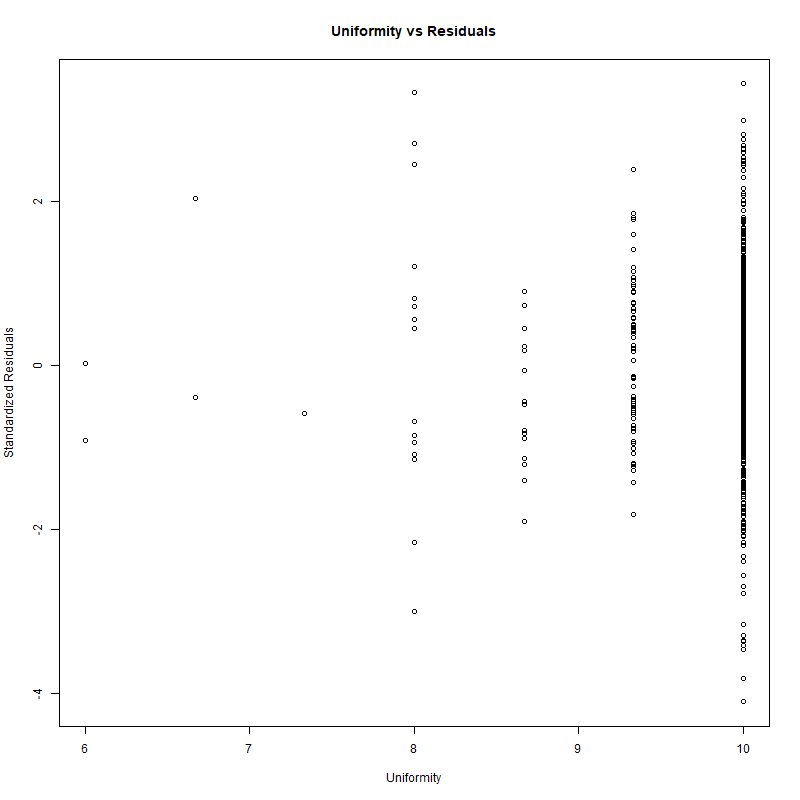 Uniformity vs Residuals
Standardized Residuals
2
0
-2
-4
6 7 8 9 10
Uniformity